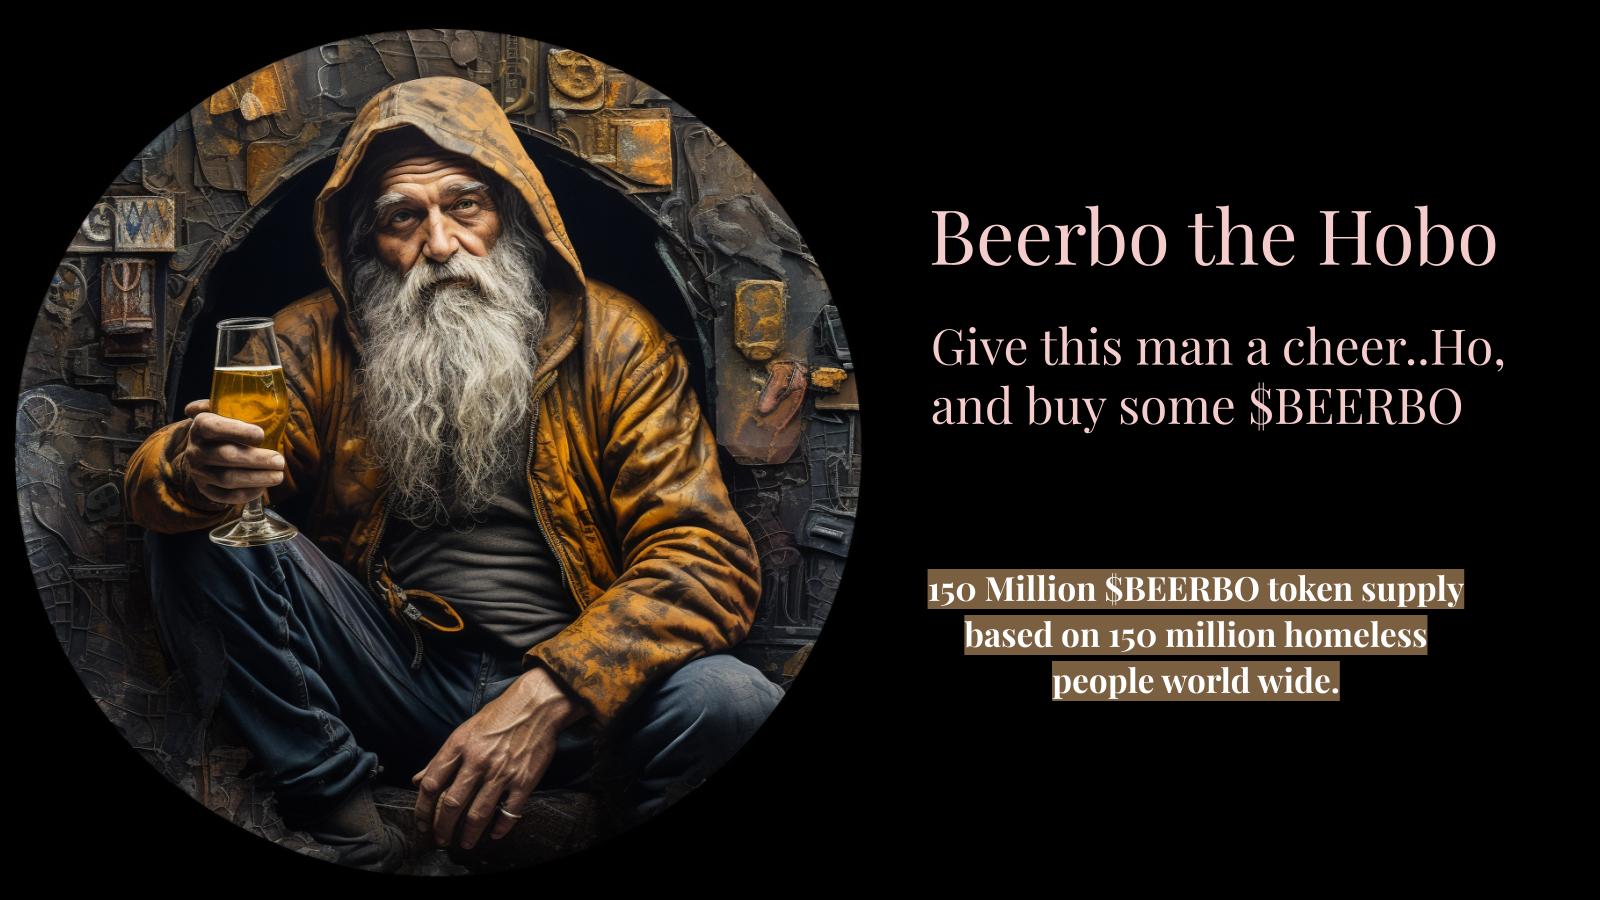 Beerbo the Hobo
Give this man a cheer..Ho,
and buy some $BEERBO
150 Million $BEERBO token supply
based on 150 million homeless
people world wide.